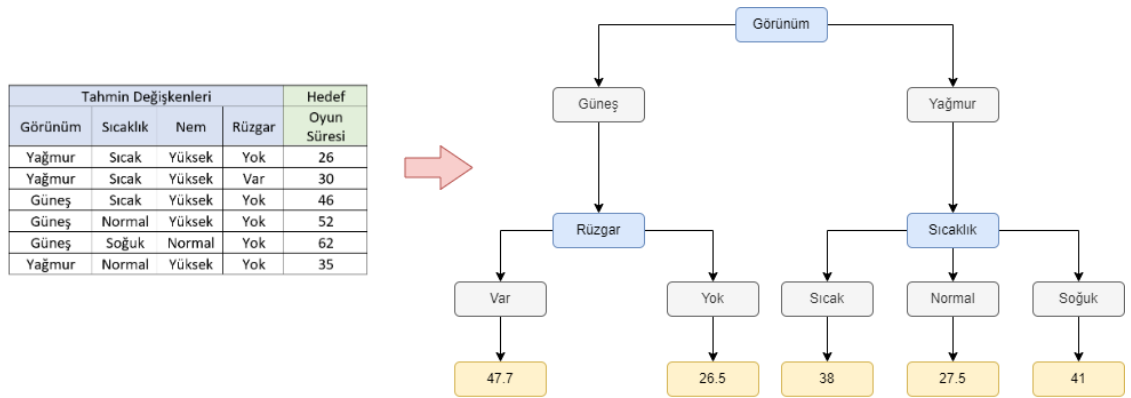 Tahmin Değişkenleri Hedef
Görünüm Sıcaklık Nem Rüzgar Oyun Süresi
Yağmur Sıcak Yüksek Yok 26
Yağmur Sıcak Yüksek Var 30
Güneş Sıcak Yüksek Yok 46
Güneş Normal Yüksek Yok 52
Güneş Soğuk Normal Yok 62
Yağmur Normal Yüksek Yok 35
Görünüm
Güneş Yağmur
Rüzgar Sıcaklık
Var Yok Sıcak Normal Soğuk
47.7 26.5 38 27.5 41